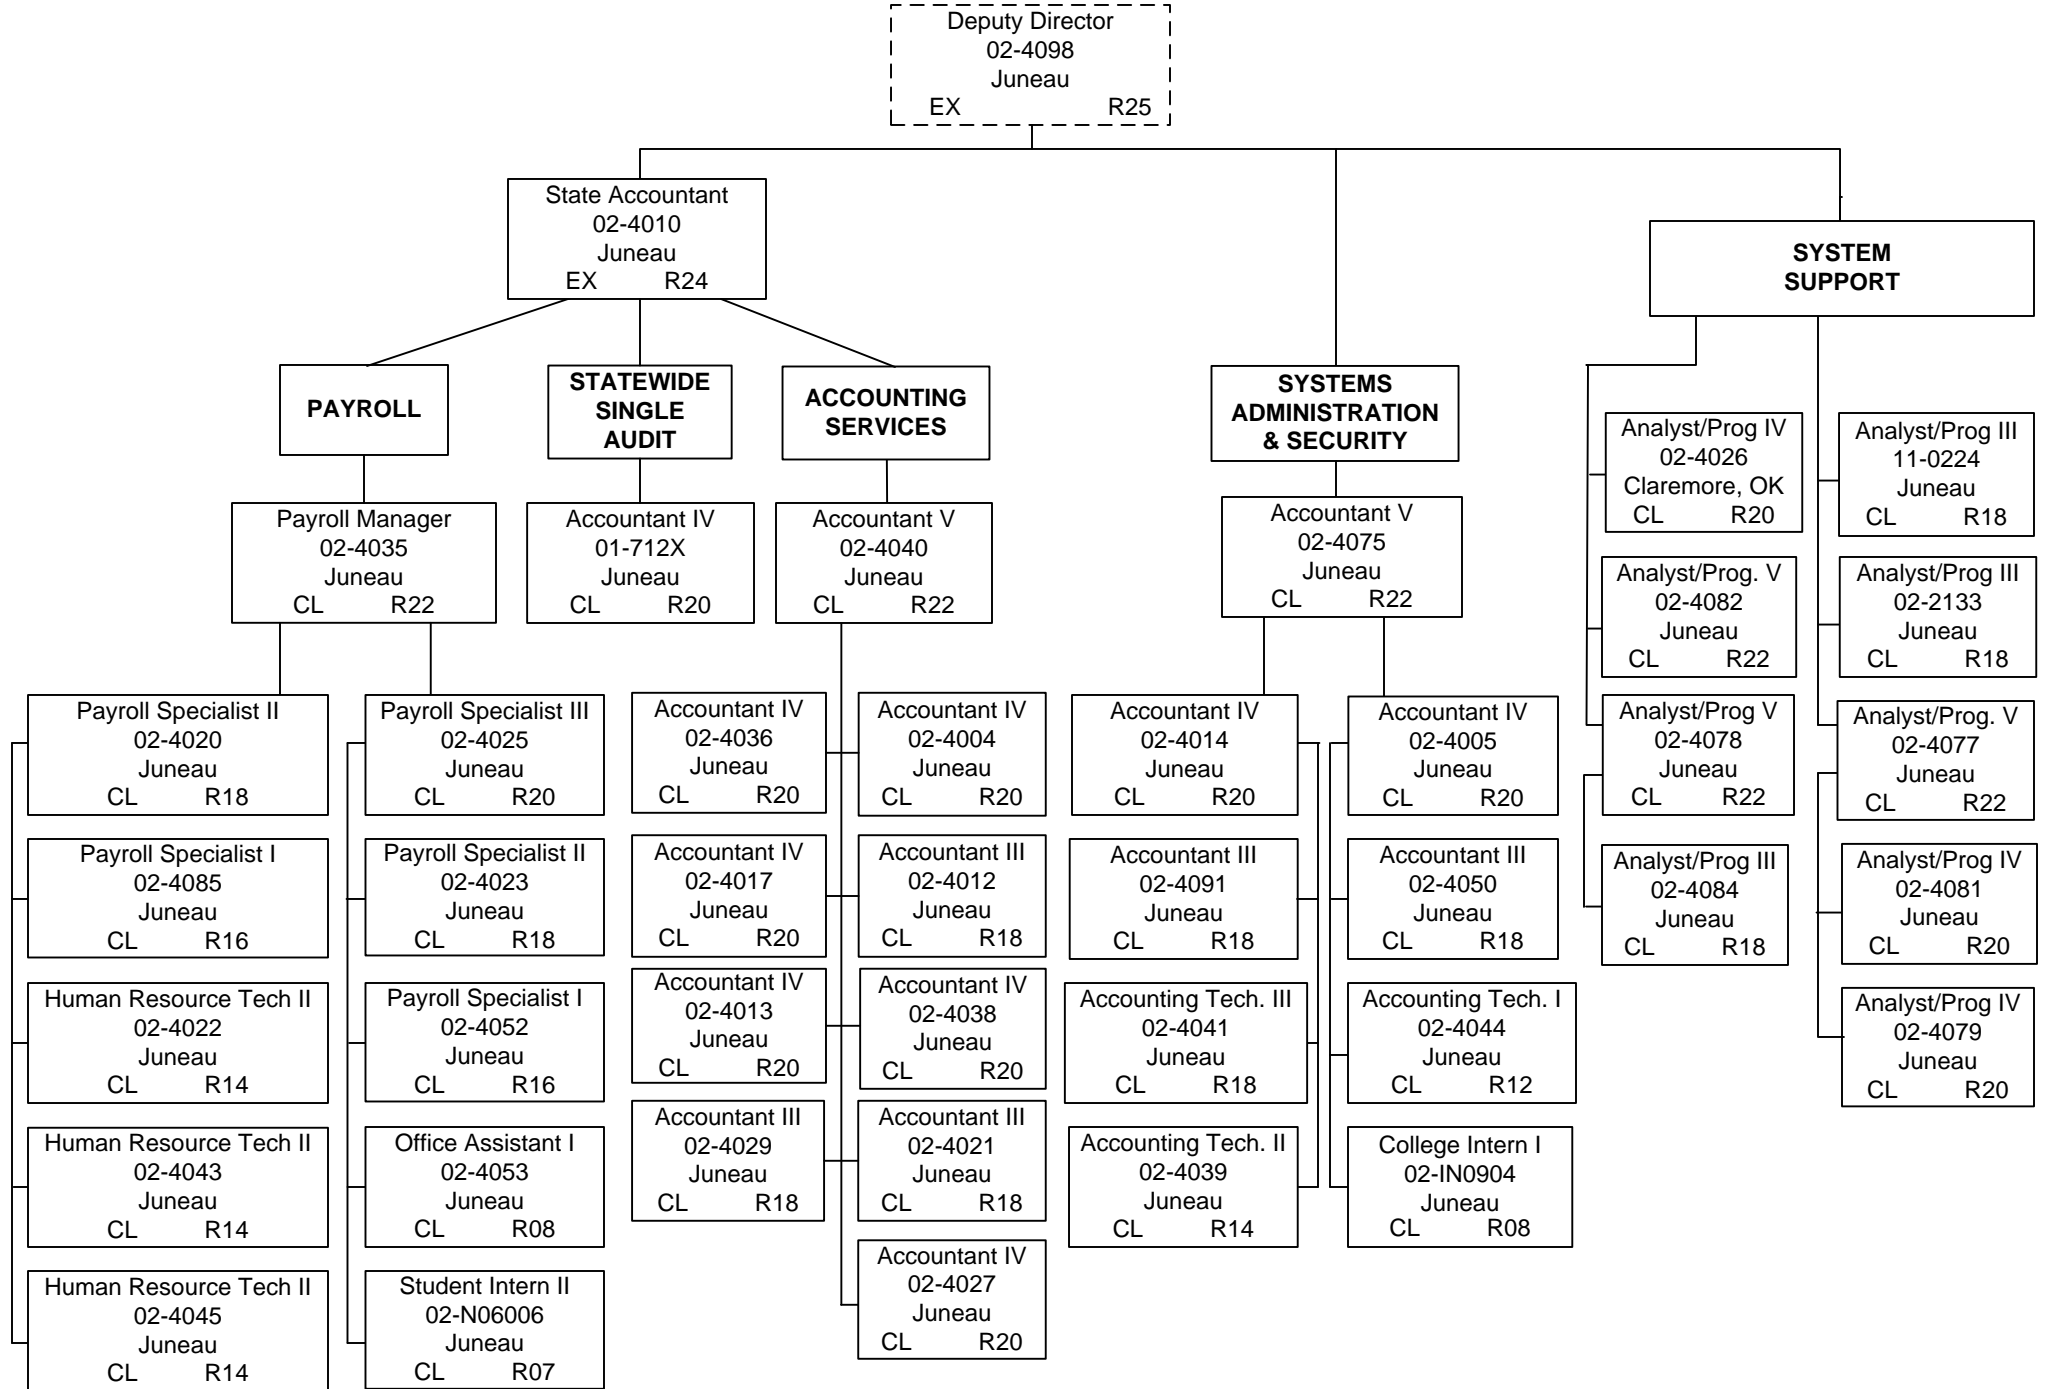 Deputy Director
02-4098
Juneau
EX R25
State Accountant
02-4010
Juneau
EX R24
SYSTEM
SUPPORT
PAYROLL
STATEWIDE
SINGLE
AUDIT
ACCOUNTING
SERVICES
SYSTEMS
ADMINISTRATION
& SECURITY
Payroll Manager
02-4035
Juneau
CL R22
Accountant IV
01-712X
Juneau
CL R20
Accountant V
02-4040
Juneau
CL R22
Accountant V
02-4075
Juneau
CL R22
Analyst/Prog IV
02-4026
Claremore, OK
CL R20
Analyst/Prog III
11-0224
Juneau
CL R18
Analyst/Prog. V
02-4082
Juneau
CL R22
Analyst/Prog III
02-2133
Juneau
CL R18
Payroll Specialist II
02-4020
Juneau
CL R18
Payroll Specialist III
02-4025
Juneau
CL R20
Accountant IV
02-4036
Juneau
CL R20
Accountant IV
02-4004
Juneau
CL R20
Accountant IV
02-4014
Juneau
CL R20
Accountant IV
02-4005
Juneau
CL R20
Analyst/Prog V
02-4078
Juneau
CL R22
Analyst/Prog. V
02-4077
Juneau
CL R22
Payroll Specialist I
02-4085
Juneau
CL R16
Payroll Specialist II
02-4023
Juneau
CL R18
Accountant IV
02-4017
Juneau
CL R20
Accountant III
02-4012
Juneau
CL R18
Accountant III
02-4091
Juneau
CL R18
Accountant III
02-4050
Juneau
CL R18
Analyst/Prog III
02-4084
Juneau
CL R18
Analyst/Prog IV
02-4081
Juneau
CL R20
Human Resource Tech II
02-4022
Juneau
CL R14
Payroll Specialist I
02-4052
Juneau
CL R16
Accountant IV
02-4013
Juneau
CL R20
Accountant IV
02-4038
Juneau
CL R20
Accounting Tech. III
02-4041
Juneau
CL R18
Accounting Tech. I
02-4044
Juneau
CL R12
Analyst/Prog IV
02-4079
Juneau
CL R20
Human Resource Tech II
02-4043
Juneau
CL R14
Office Assistant I
02-4053
Juneau
CL R08
Accountant III
02-4029
Juneau
CL R18
Accountant III
02-4021
Juneau
CL R18
Accounting Tech. II
02-4039
Juneau
CL R14
College Intern I
02-IN0904
Juneau
CL R08
Human Resource Tech II
02-4045
Juneau
CL R14
Student Intern II
02-N06006
Juneau
CL R07
Accountant IV
02-4027
Juneau
CL R20